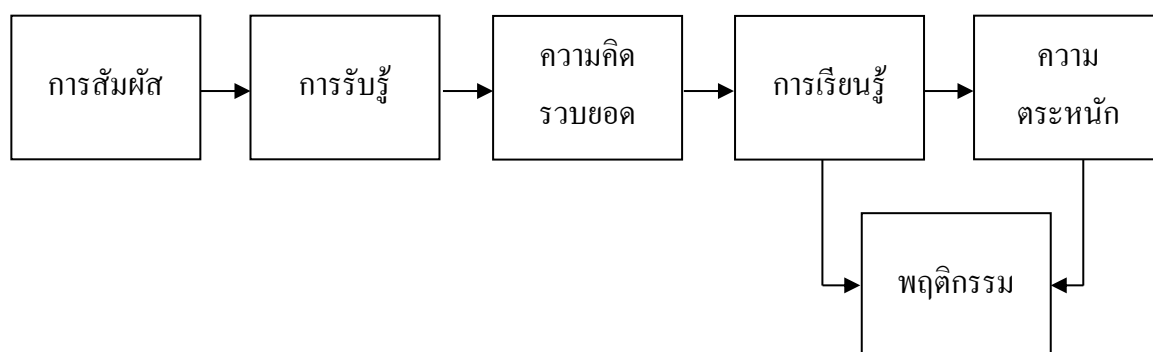 การสัมผัส
การรับรู้
ความคิด
รวบยอด
การเรียนรู้
ความ
ตระหนัก
พฤติกรรม